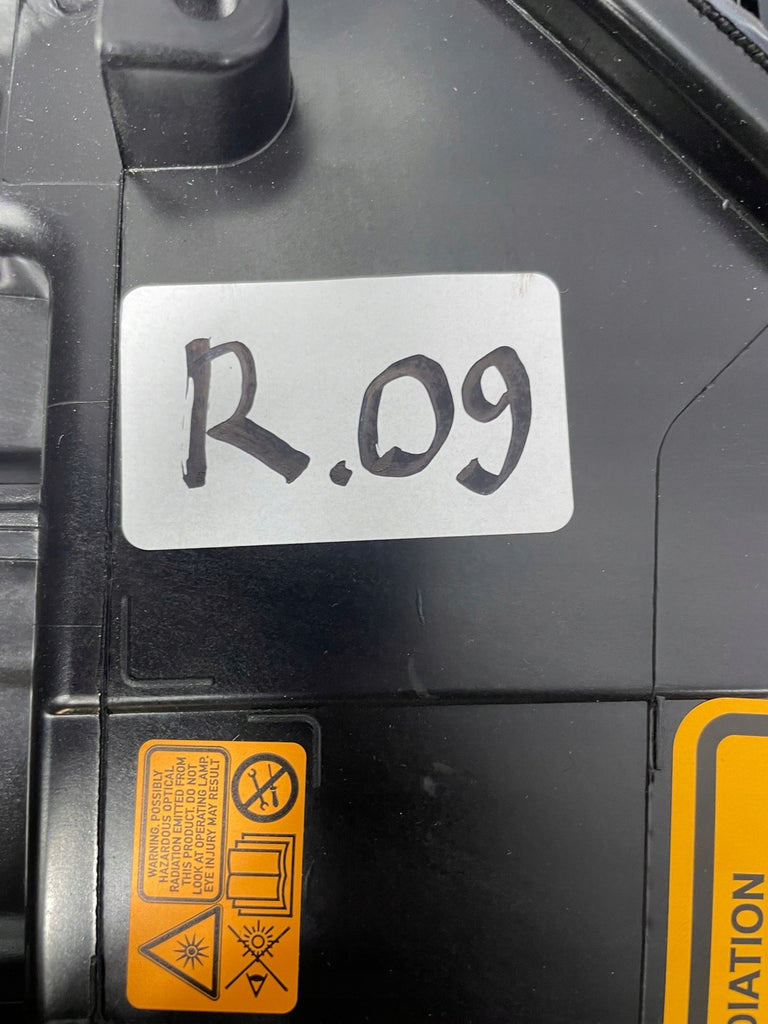 R.09
WARNING. POSSIBLY
HAZARDOUS OPTICAL
RADIATION EMITTED FROM
THIS PRODUCT. DO NOT
LOOK AT OPERATING LAMP.
EYE INJURY MAY RESULT
DIATION